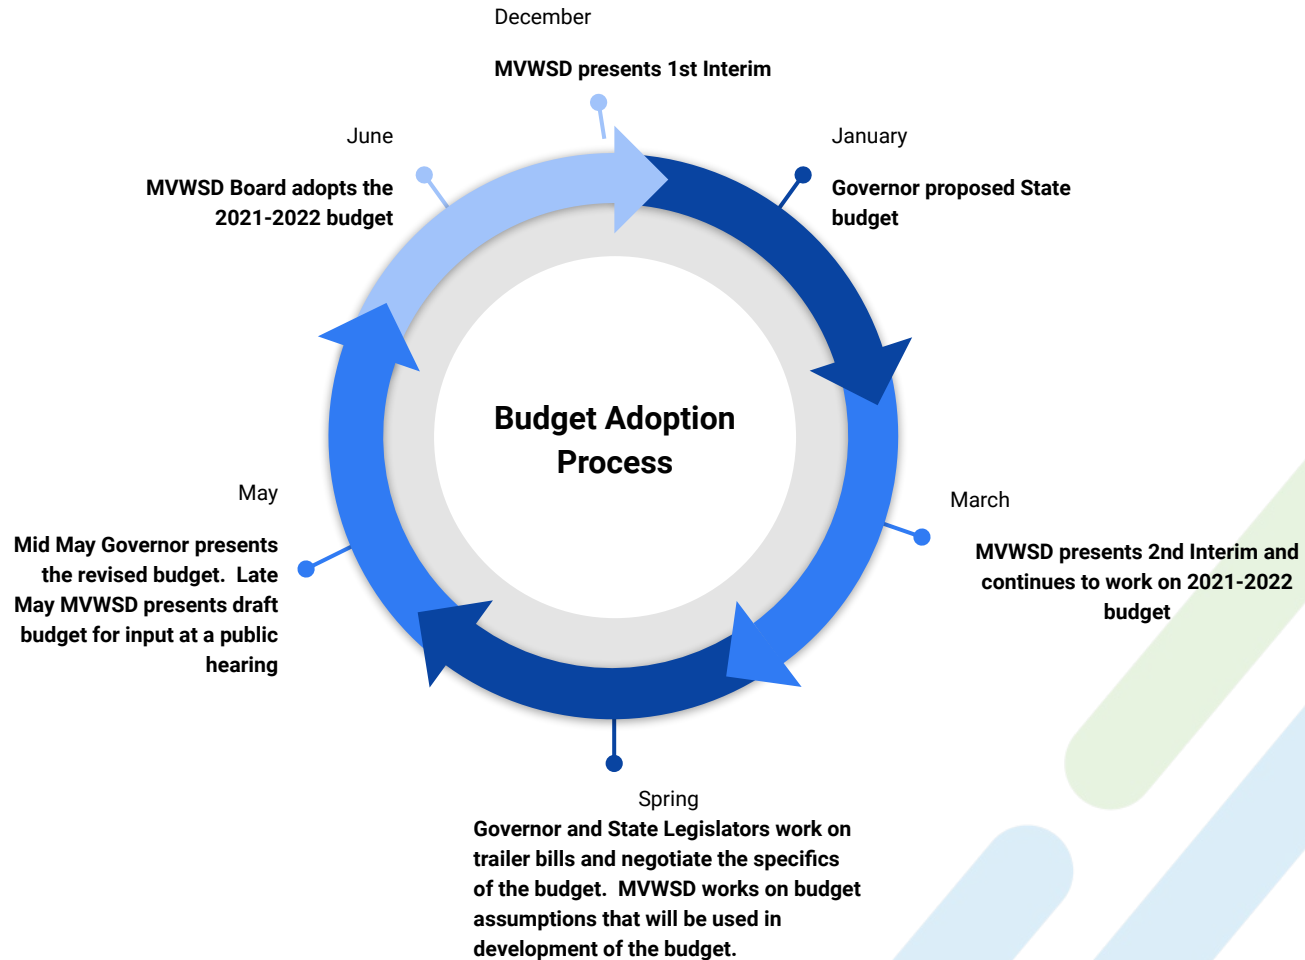 December
MVWSD presents 1st Interim
January
Governor proposed State
budget
March
MVWSD presents 2nd Interim and
continues to work on 2021-2022
budget
Spring
Governor and State Legislators work on
trailer bills and negotiate the specifics
of the budget.  MVWSD works on budget
assumptions that will be used in
development of the budget.
May
Mid May Governor presents
the revised budget.  Late
May MVWSD presents draft
budget for input at a public
hearing
June
MVWSD Board adopts the
2021-2022 budget
Budget Adoption
Process